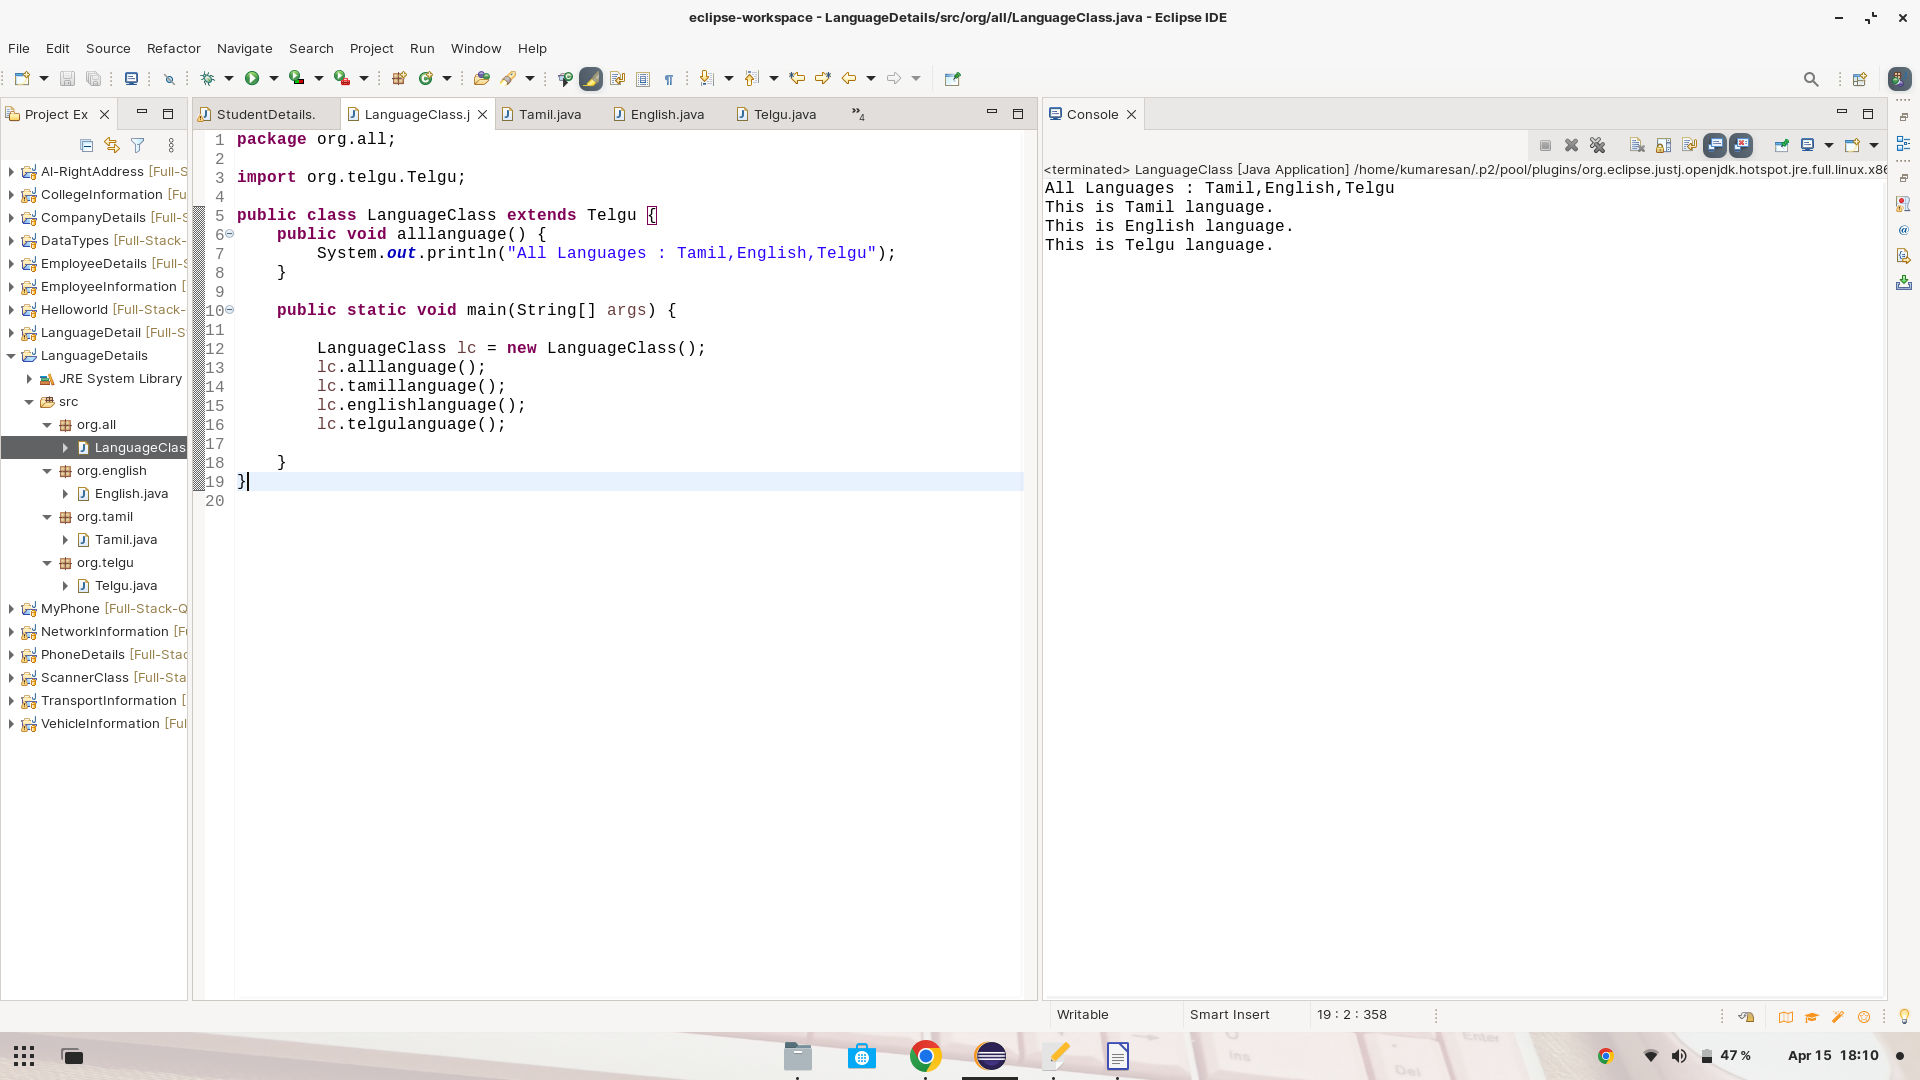 eclipse-workspace - LanguageDetails/src/org/all/LanguageClass.java - Eclipse IDE
File Edit Source Refactor Navigate Search Project Run Window Help
Project Ex
StudentDetails. LanguageClass.j Tamil.java English.java Telgu.java »4
Console
AI-RightAddress [Full-S
CollegeInformation [Fu
CompanyDetails [Full-S
DataTypes [Full-Stack-
EmployeeDetails [Full-S
EmployeeInformation [
Helloworld [Full-Stack-
LanguageDetail [Full-S
LanguageDetails
JRE System Library
src
org.all
LanguageClas
org.english
English.java
org.tamil
Tamil.java
org.telgu
Telgu.java
MyPhone [Full-Stack-Q
NetworkInformation [Fu
PhoneDetails [Full-Stac
ScannerClass [Full-Sta
TransportInformation [
VehicleInformation [Ful
1 package org.all;
2
3 import org.telgu.Telgu;
4
5 public class LanguageClass extends Telgu {
6 public void alllanguage() {
7 System.out.println("All Languages : Tamil,English,Telgu");
8 }
9
10 public static void main(String[] args) {
11
12 LanguageClass lc = new LanguageClass();
13 lc.alllanguage();
14 lc.tamillanguage();
15 lc.englishlanguage();
16 lc.telgulanguage();
17
18 }
19 }
20
<terminated> LanguageClass [Java Application] /home/kumaresan/.p2/pool/plugins/org.eclipse.justj.openjdk.hotspot.jre.full.linux.x86
All Languages : Tamil,English,Telgu
This is Tamil language.
This is English language.
This is Telgu language.
Writable Smart Insert 19 : 2 : 358
47 % Apr 15 18:10